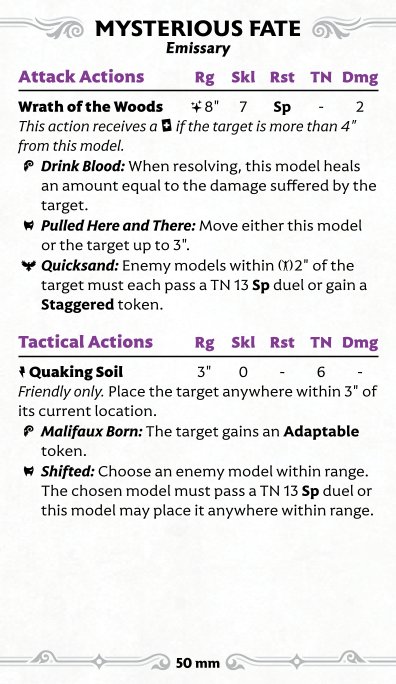 MYSTERIOUS FATE
Emissary
Attack Actions Rg Skl Rst TN Dmg
Wrath of the Woods 8" 7 Sp - 2
This action receives a if the target is more than 4"
from this model.
Drink Blood: When resolving, this model heals
an amount equal to the damage suffered by the
target.
Pulled Here and There: Move either this model
or the target up to 3".
Quicksand: Enemy models within 2" of the
target must each pass a TN 13 Sp duel or gain a
Staggered token.
Tactical Actions Rg Skl Rst TN Dmg
Quaking Soil 3" 0 - 6 -
Friendly only. Place the target anywhere within 3" of
its current location.
Malifaux Born: The target gains an Adaptable
token.
Shifted: Choose an enemy model within range.
The chosen model must pass a TN 13 Sp duel or
this model may place it anywhere within range.
50 mm